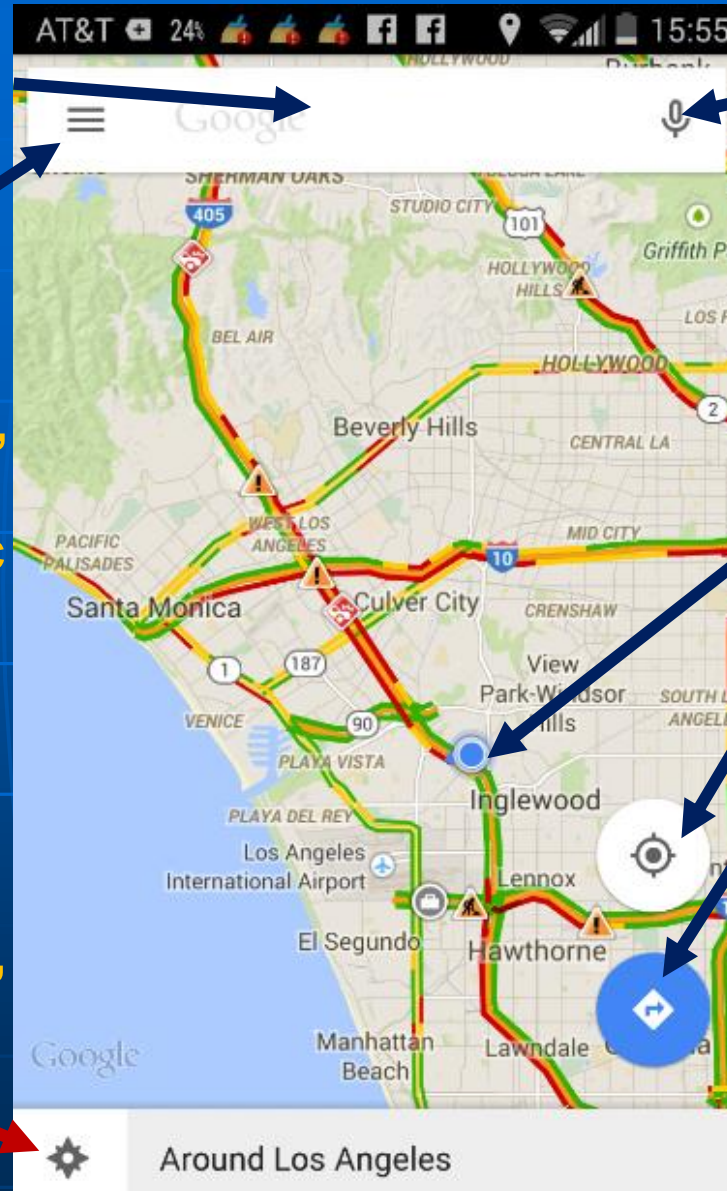 AT&T 24% 15:55
HOLLYWOOD Burbank
Google
SHERMAN OAKS
405
STUDIO CITY
101
Griffith P
HOLLYWOOD
HILLS
LOS F
BEL AIR
HOLLYWOOD
2
Beverly Hills
CENTRAL LA
WEST LOS
ANGELES
MID CITY
PACIFIC
PALISADES
10
Santa Monica
Culver City
CRENSHAW
1
187
View
Park-Windsor
Hills
SOUTH L
ANGEL
VENICE
90
PLAYA VISTA
Inglewood
PLAYA DEL REY
Los Angeles
International Airport
Lennox
El Segundo
Hawthorne
Manhattan
Beach
Lawndale
Google
Around Los Angeles